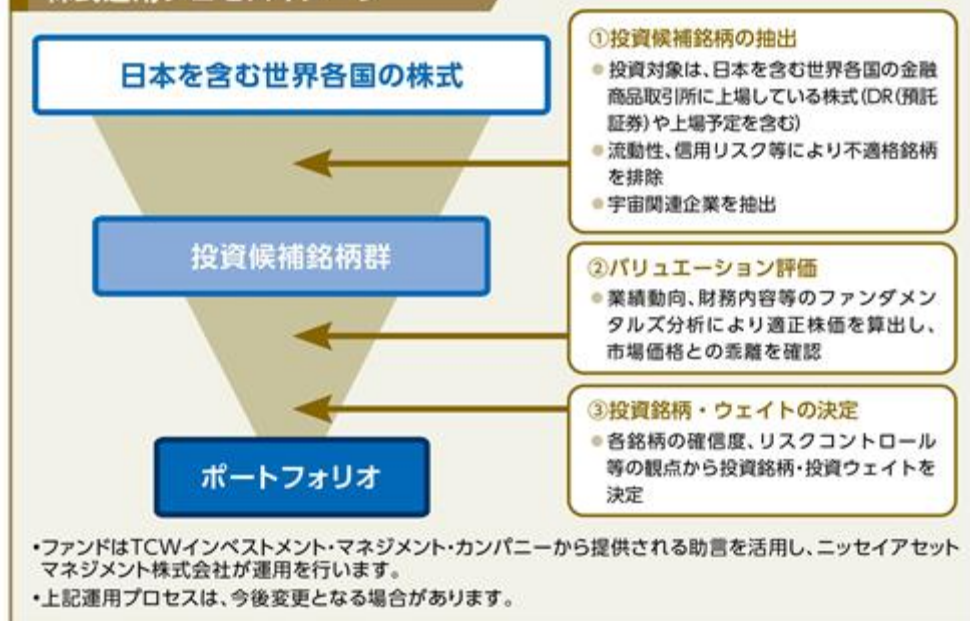 日本を含む世界各国の株式
①投資候補銘柄の抽出
●投資対象は、日本を含む世界各国の金融
商品取引所に上場している株式(DR(預託
証券)や上場予定を含む)
●流動性、信用リスク等により不適格銘柄
を排除
●宇宙関連企業を抽出
投資候補銘柄群
②バリュエーション評価
●業績動向、財務内容等のファンダメン
タルズ分析により適正株価を算出し、
市場価格との乖離を確認
③投資銘柄・ウェイトの決定
●各銘柄の確信度、リスクコントロール
等の観点から投資銘柄・投資ウェイトを
決定
ポートフォリオ
•ファンドはTCWインベストメント・マネジメント・カンパニーから提供される助言を活用し、ニッセイアセット
マネジメント株式会社が運用を行います。
•上記運用プロセスは、今後変更となる場合があります。